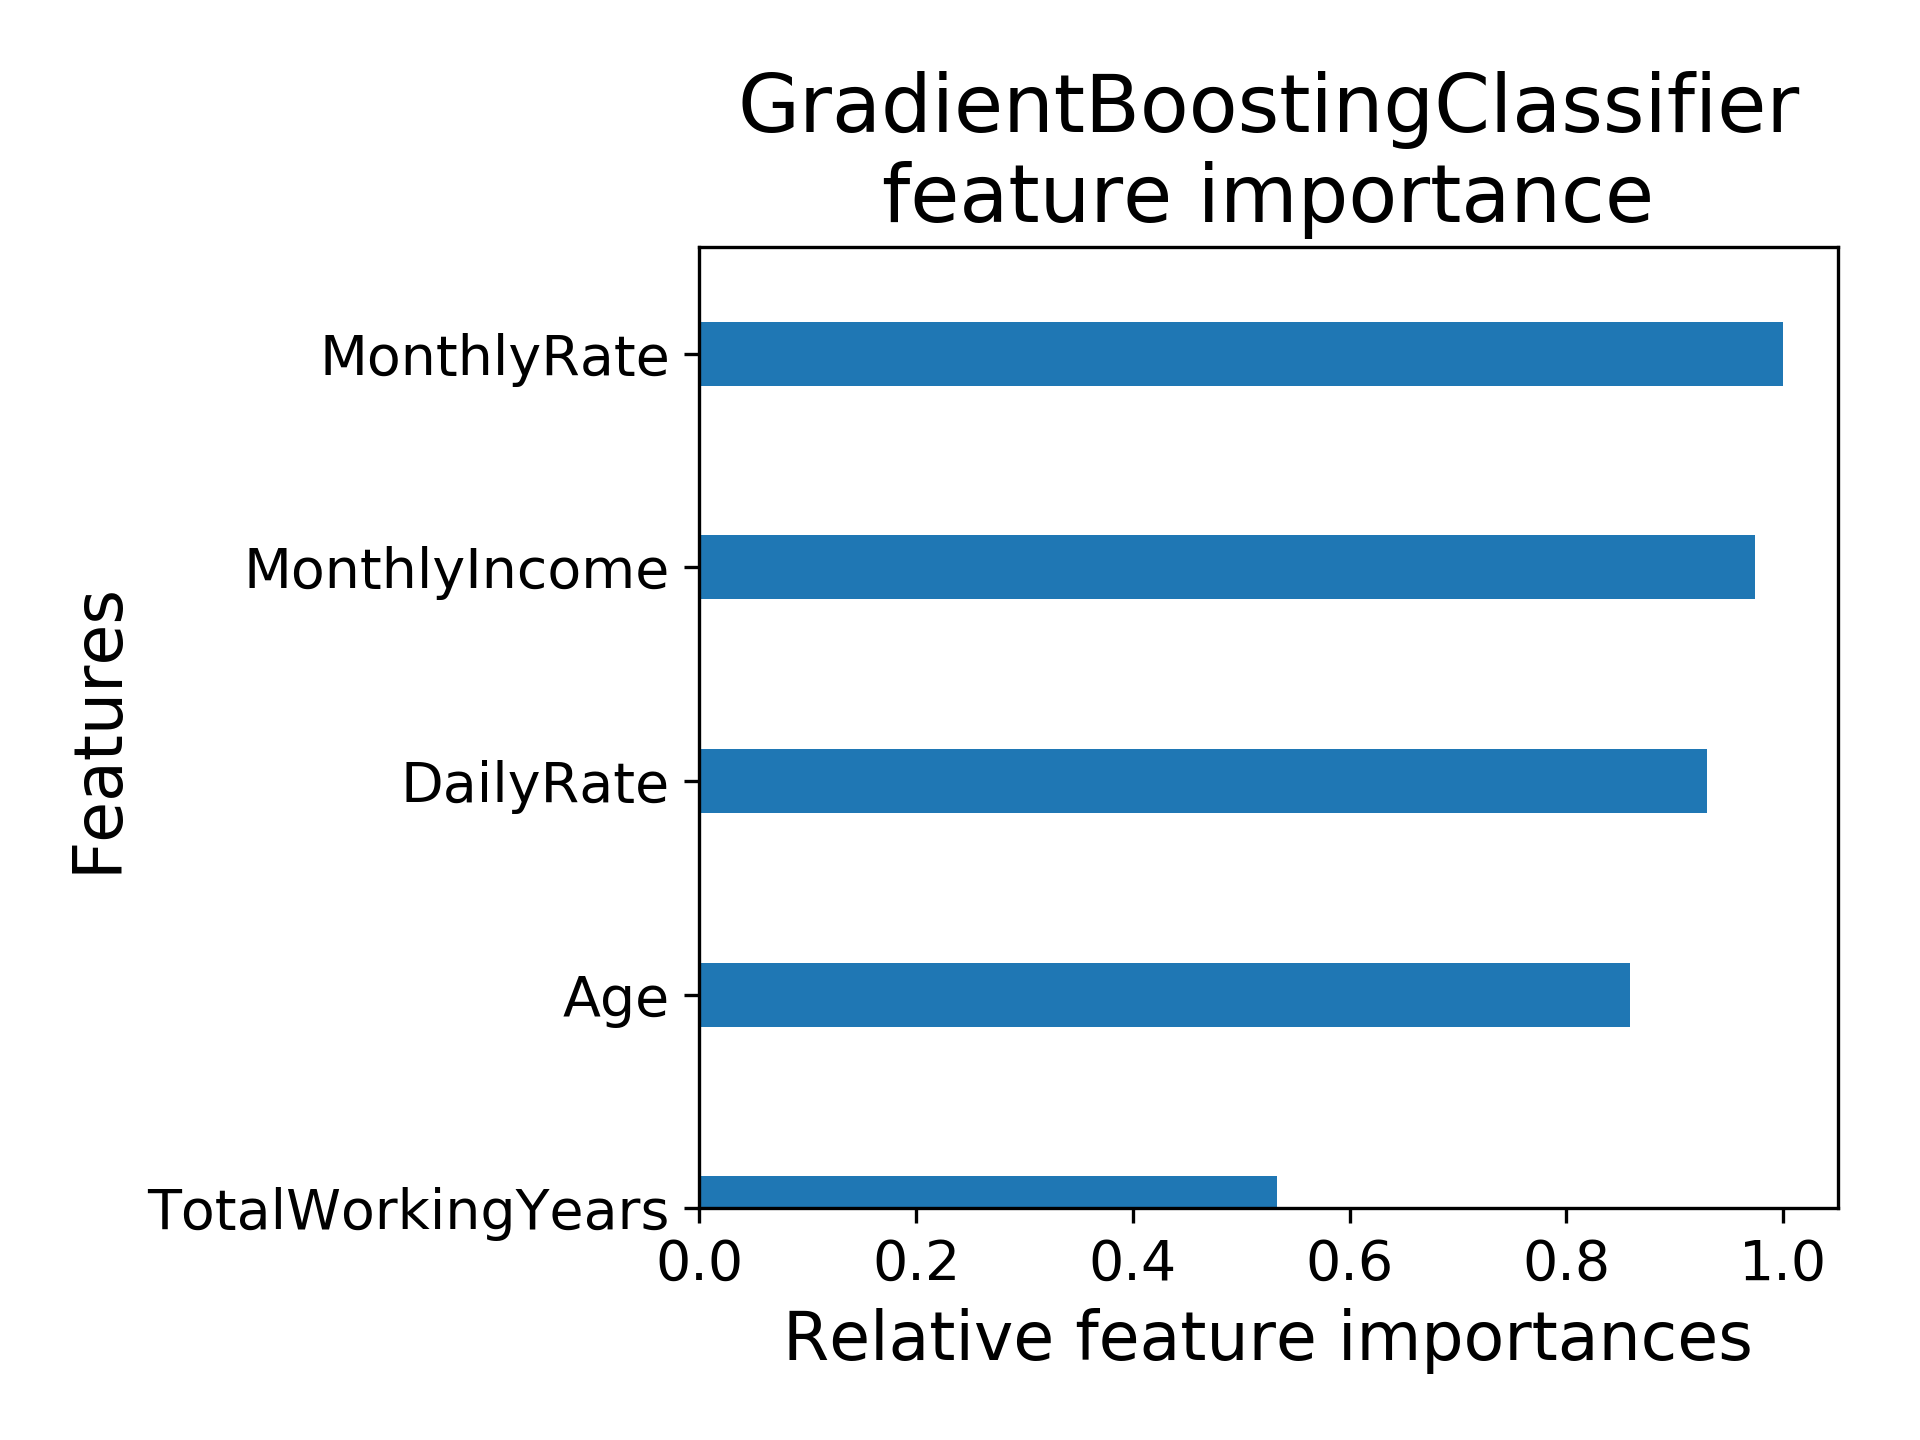 GradientBoostingClassifier
feature importance
Features
MonthlyRate
MonthlyIncome
DailyRate
Age
TotalWorkingYears
0.0 0.2 0.4 0.6 0.8 1.0
Relative feature importances